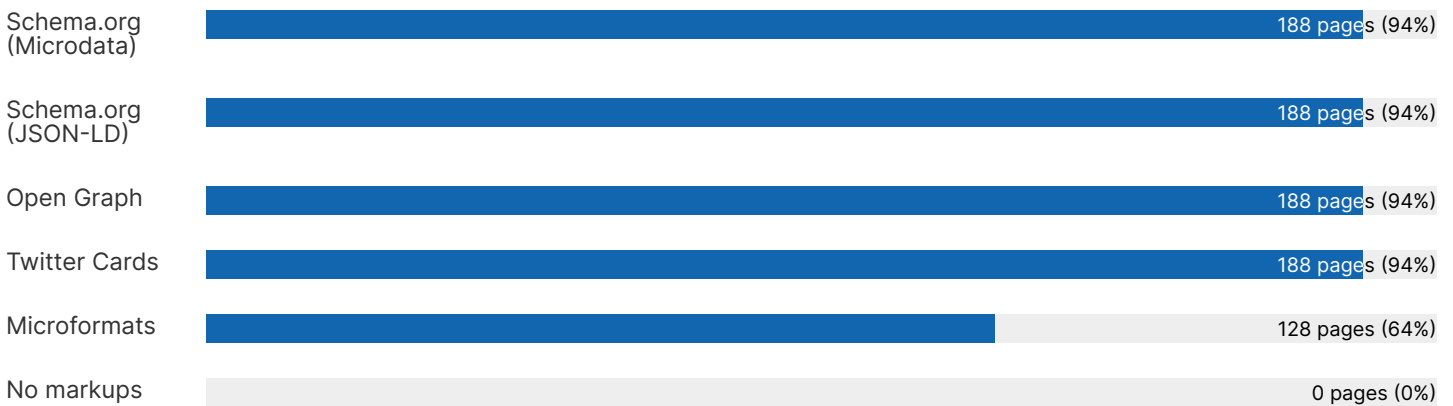 Schema.org
(Microdata)
188 pages (94%)
Schema.org
(JSON-LD)
188 pages (94%)
Open Graph
188 pages (94%)
Twitter Cards
188 pages (94%)
Microformats
128 pages (64%)
No markups
0 pages (0%)